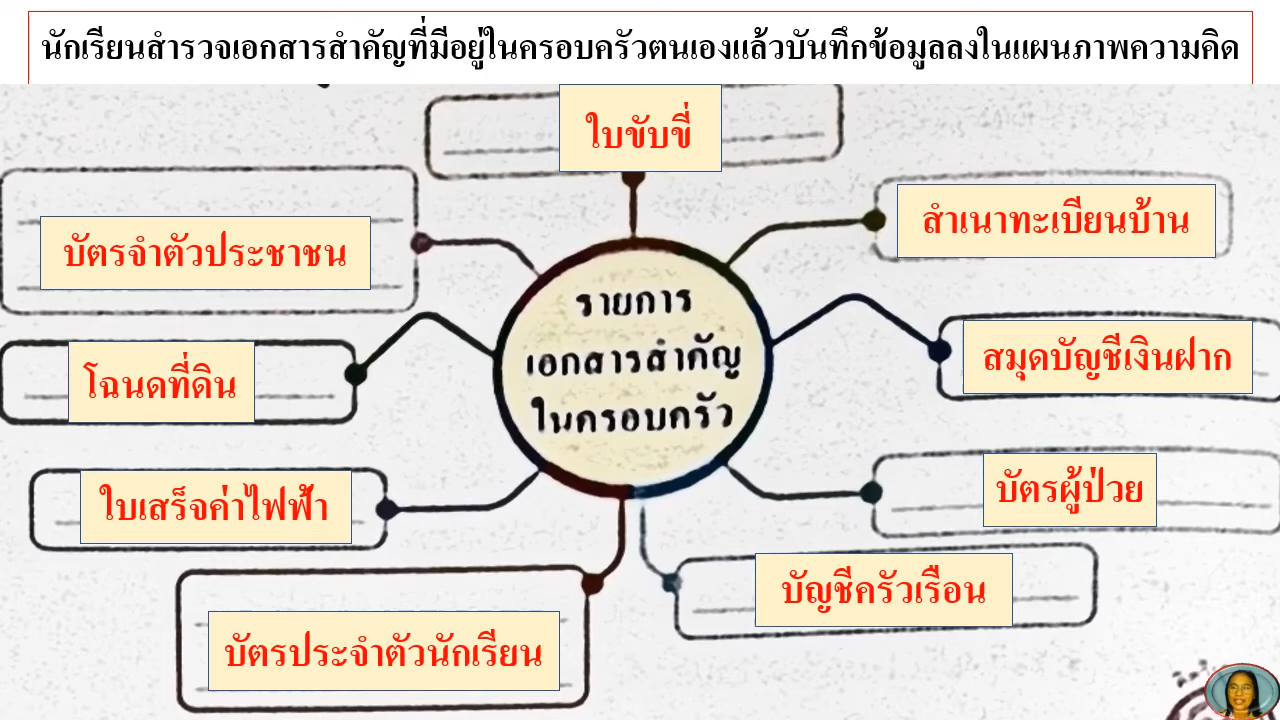 นักเรียนสำรวจเอกสารสำคัญที่มีอยู่ในครอบครัวตนเองแล้วบันทึกข้อมูลลงในแผนภาพความคิด
ใบขับขี่
บัตรจำตัวประชาชน
สำเนาทะเบียนบ้าน
รายการ
เอกสารสำคัญ
ในครอบครัว
โฉนดที่ดิน
สมุดบัญชีเงินฝาก
ใบเสร็จค่าไฟฟ้า
บัตรผู้ป่วย
บัญชีครัวเรือน
บัตรประจำตัวนักเรียน